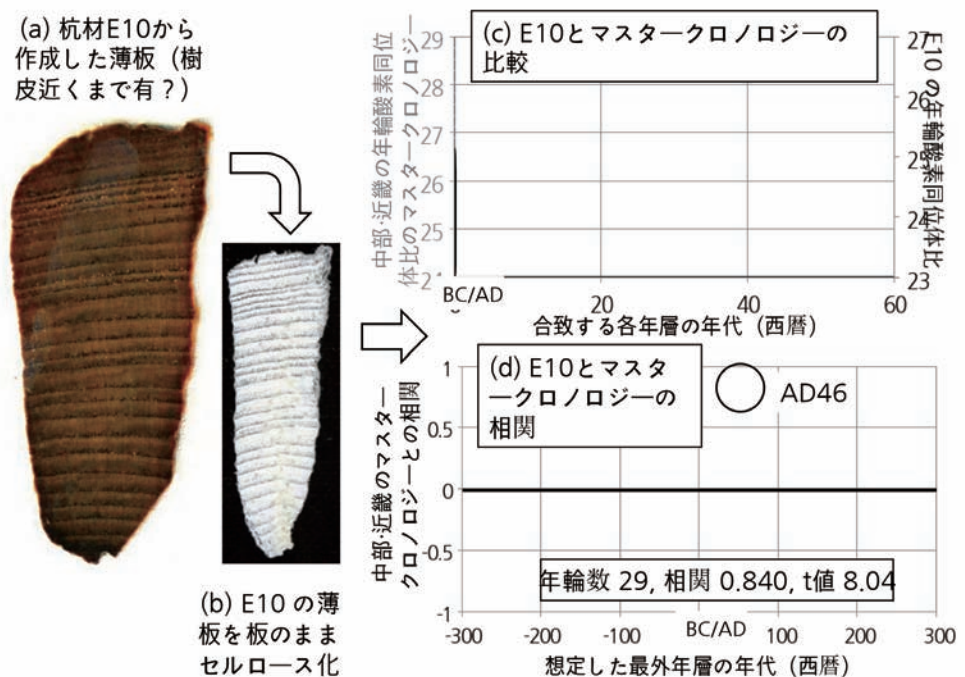 (a) 杭材E10から
作成した薄板（樹
皮近くまで有？）
(b) E10 の薄
板を板のまま
セルロース化
(c) E10とマスタークロノロジーの
比較
中部・近畿の年輪酸素同位
体比のマスタークロノロジー
29
28
27
26
25
24
27
26
25
24
23
E10 の年輪酸素同位体比
BC/AD
20
40
60
合致する各年層の年代（西暦）
(d) E10とマスタ
ークロノロジーの
相関
AD46
中部・近畿のマスター
クロノロジーとの相関
1
0.5
0
-0.5
-1
年輪数 29, 相関 0.840, t値 8.04
-300
-200
-100
BC/AD
100
200
300
想定した最外年層の年代（西暦）